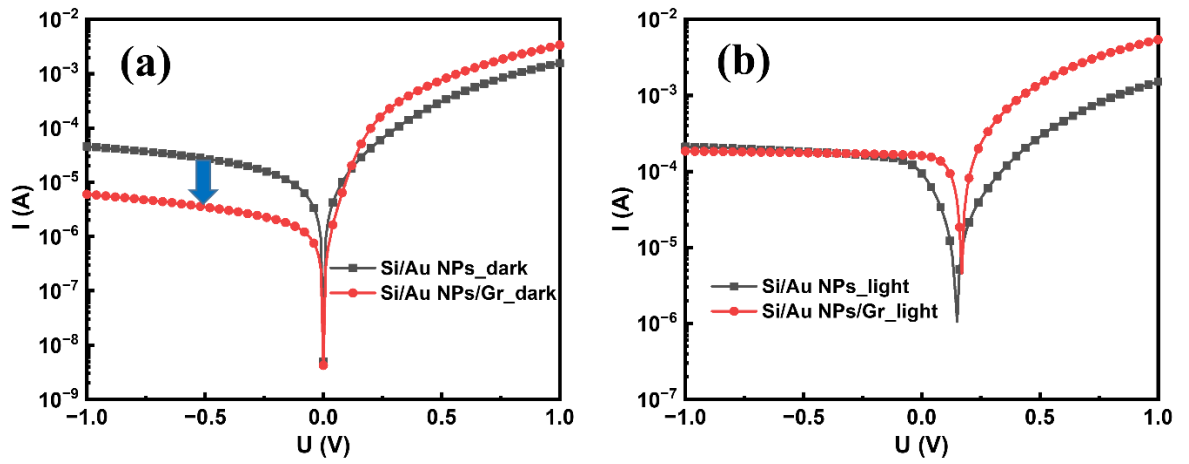 (a)
I (A)
10⁻²
10⁻³
10⁻⁴
10⁻⁵
10⁻⁶
10⁻⁷
10⁻⁸
10⁻⁹
Si/Au NPs_dark
Si/Au NPs/Gr_dark
−1.0 −0.5 0.0 0.5 1.0
U (V)
(b)
I (A)
10⁻²
10⁻³
10⁻⁴
10⁻⁵
10⁻⁶
10⁻⁷
Si/Au NPs_light
Si/Au NPs/Gr_light
−1.0 −0.5 0.0 0.5 1.0
U (V)